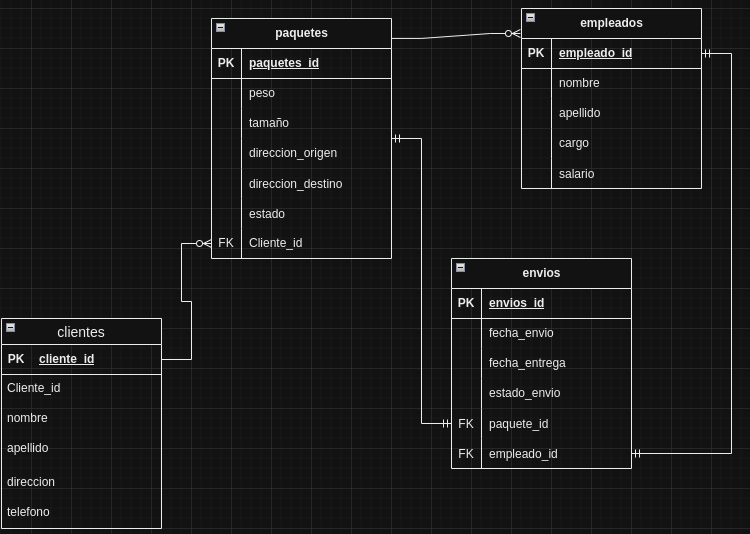 paquetes
PK paquetes_id
peso
tamaño
direccion_origen
direccion_destino
estado
FK Cliente_id
empleados
PK empleado_id
nombre
apellido
cargo
salario
envios
PK envios_id
fecha_envio
fecha_entrega
estado_envio
FK paquete_id
FK empleado_id
clientes
PK cliente_id
Cliente_id
nombre
apellido
direccion
telefono